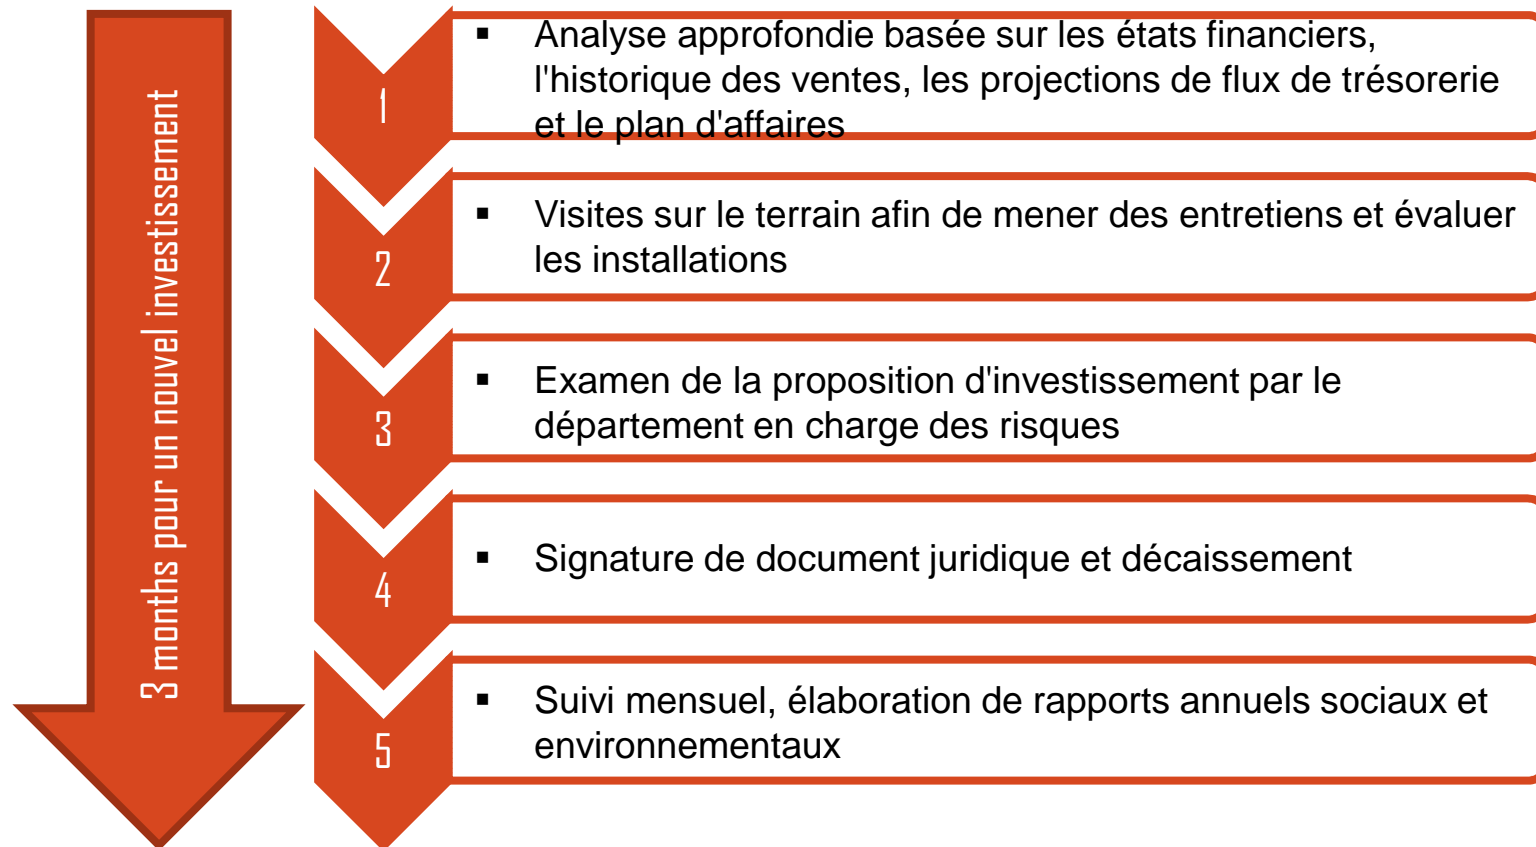 3 months pour un nouvel investissement
1
▪ Analyse approfondie basée sur les états financiers,
l'historique des ventes, les projections de flux de trésorerie
et le plan d'affaires
2
▪ Visites sur le terrain afin de mener des entretiens et évaluer
les installations
3
▪ Examen de la proposition d'investissement par le
département en charge des risques
4
▪ Signature de document juridique et décaissement
5
▪ Suivi mensuel, élaboration de rapports annuels sociaux et
environnementaux